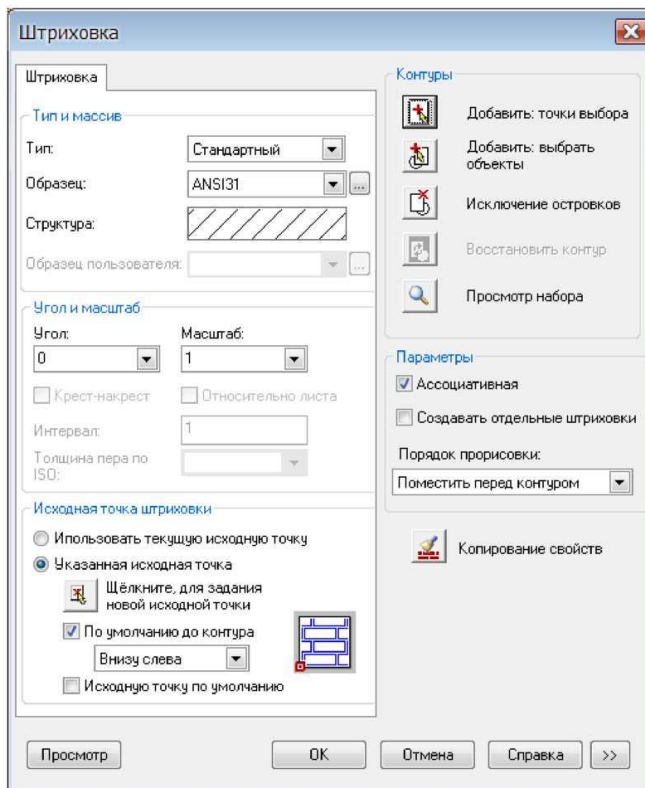 Штриховка
Штриховка
Тип и массив
Тип:
Стандартный
Образец:
ANSI31
...
Структура:
Образец пользователя:
...
Угол и масштаб
Угол:
Масштаб:
0
1
Крест-накрест
Относительно листа
Интервал:
1
Толщина пера по
ISO:
Исходная точка штриховки
Ипользовать текущую исходную точку
Указанная исходная точка
Щёлкните, для задания
новой исходной точки
По умолчанию до контура
Внизу слева
Исходную точку по умолчанию
Контуры
Добавить: точки выбора
Добавить: выбрать
объекты
Исключение островков
Восстановить контур
Просмотр набора
Параметры
Ассоциативная
Создавать отдельные штриховки
Порядок прорисовки:
Поместить перед контуром
Копирование свойств
Просмотр
OK
Отмена
Справка
>>